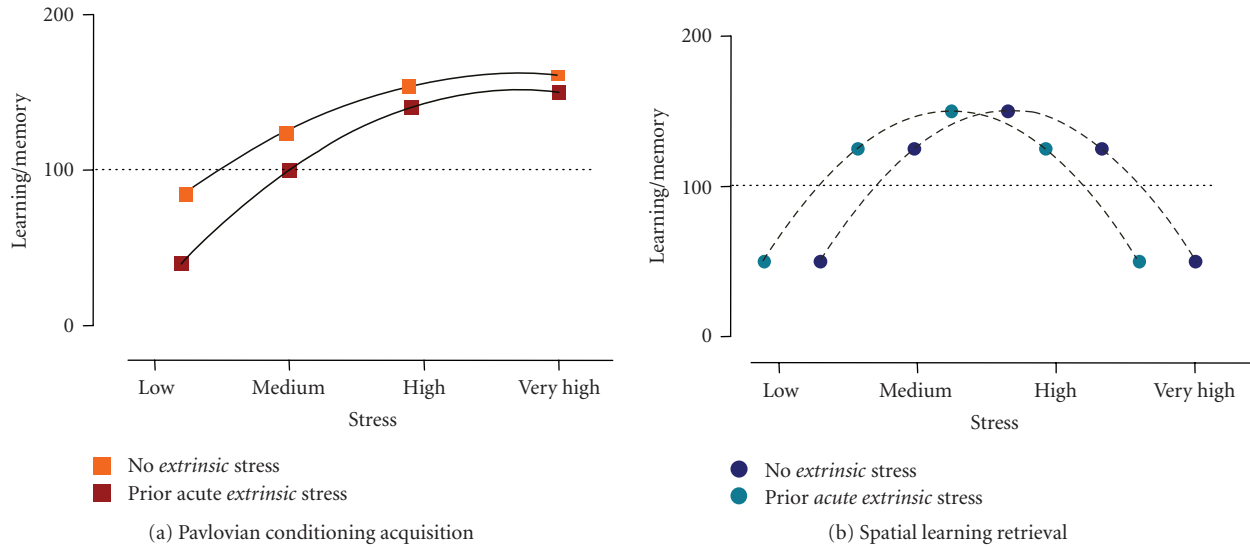 200
100
0
Learning/memory
Low Medium High Very high
Stress
No extrinsic stress
Prior acute extrinsic stress
(a) Pavlovian conditioning acquisition
200
100
0
Learning/memory
Low Medium High Very high
Stress
No extrinsic stress
Prior acute extrinsic stress
(b) Spatial learning retrieval